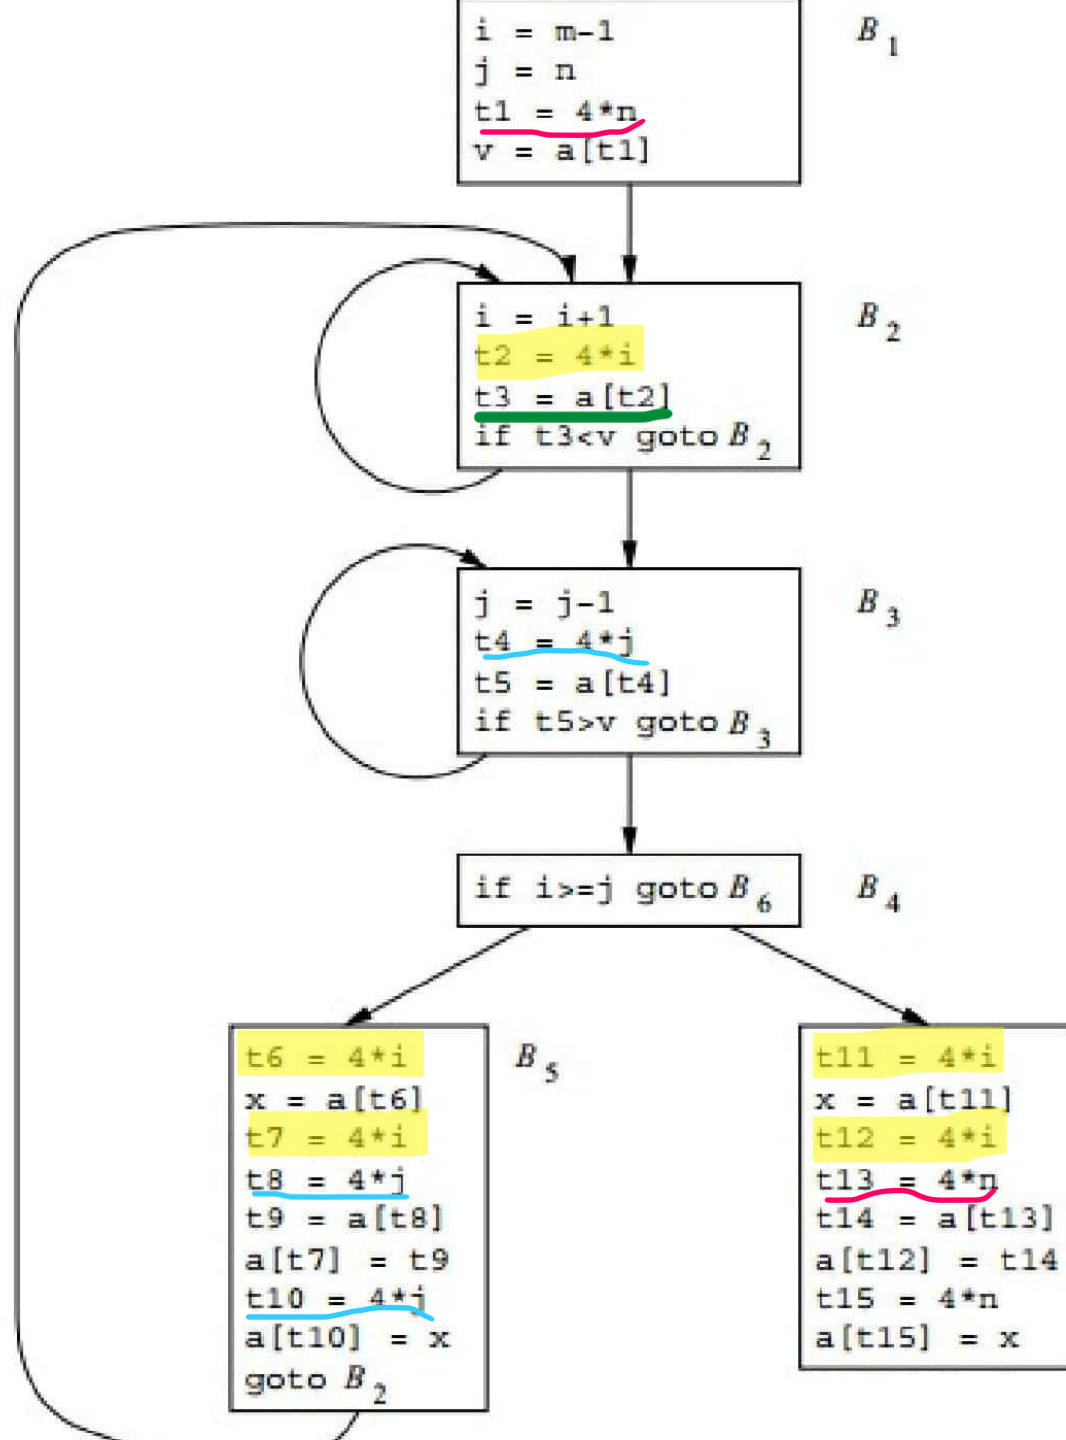 i = m-1
j = n
t1 = 4*n
v = a[t1]
B1
i = i+1
t2 = 4*i
t3 = a[t2]
if t3<v goto B2
B2
j = j-1
t4 = 4*j
t5 = a[t4]
if t5>v goto B3
B3
if i>=j goto B6
B4
t6 = 4*i
x = a[t6]
t7 = 4*i
t8 = 4*j
t9 = a[t8]
a[t7] = t9
t10 = 4*j
a[t10] = x
goto B2
B5
t11 = 4*i
x = a[t11]
t12 = 4*i
t13 = 4*n
t14 = a[t13]
a[t12] = t14
t15 = 4*n
a[t15] = x